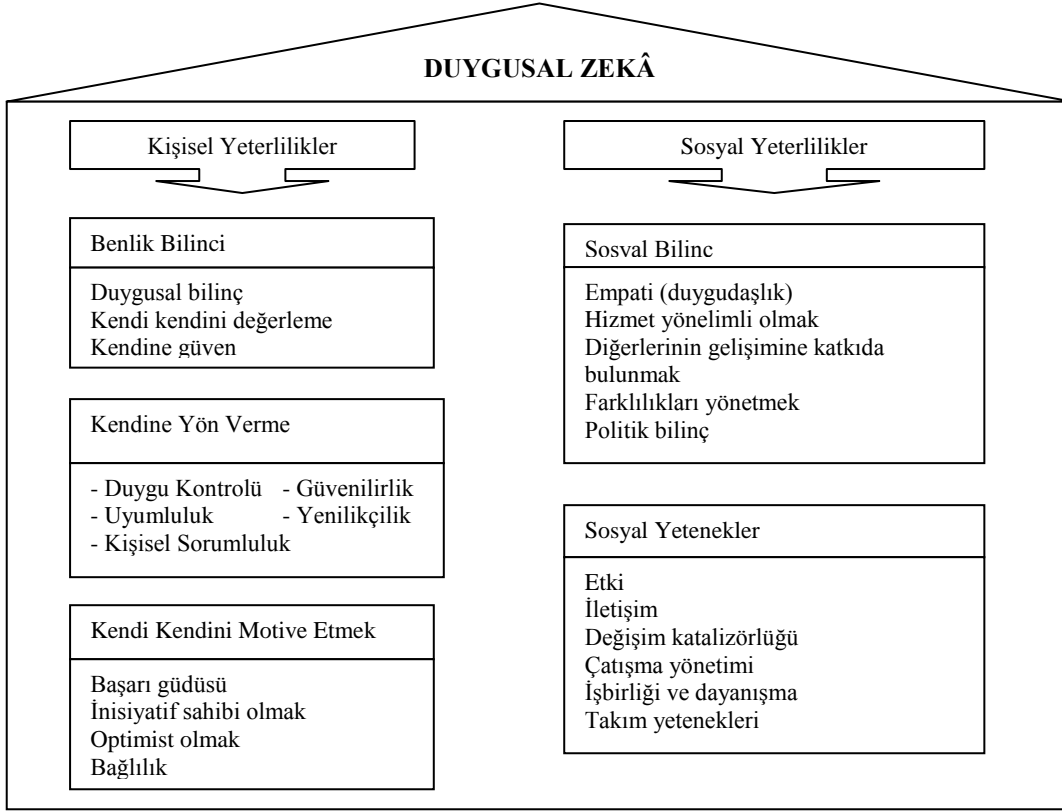 DUYGUSAL ZEKÂ
Kişisel Yeterlilikler
Benlik Bilinci
Duygusal bilinç
Kendi kendini değerleme
Kendine güven
Kendine Yön Verme
- Duygu Kontrolü - Güvenilirlik
- Uyumluluk - Yenilikçilik
- Kişisel Sorumluluk
Kendi Kendini Motive Etmek
Başarı güdüsü
İnisiyatif sahibi olmak
Optimist olmak
Bağlılık
Sosyal Yeterlilikler
Sosval Bilinc
Empati (duygudaşlık)
Hizmet yönelimli olmak
Diğerlerinin gelişimine katkıda
bulunmak
Farklılıkları yönetmek
Politik bilinç
Sosyal Yetenekler
Etki
İletişim
Değişim katalizörlüğü
Çatışma yönetimi
İşbirliği ve dayanışma
Takım yetenekleri